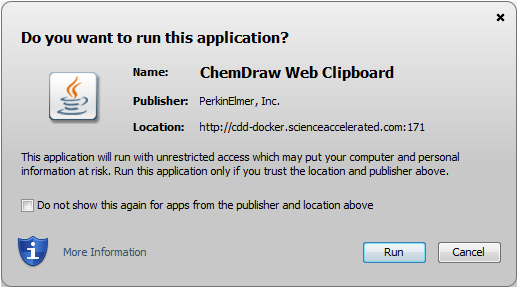 Do you want to run this application?
Name: ChemDraw Web Clipboard
Publisher: PerkinElmer, Inc.
Location: http://cdd-docker.scienceaccelerated.com:171
This application will run with unrestricted access which may put your computer and personal
information at risk. Run this application only if you trust the location and publisher above.
Do not show this again for apps from the publisher and location above
More Information
Run
Cancel